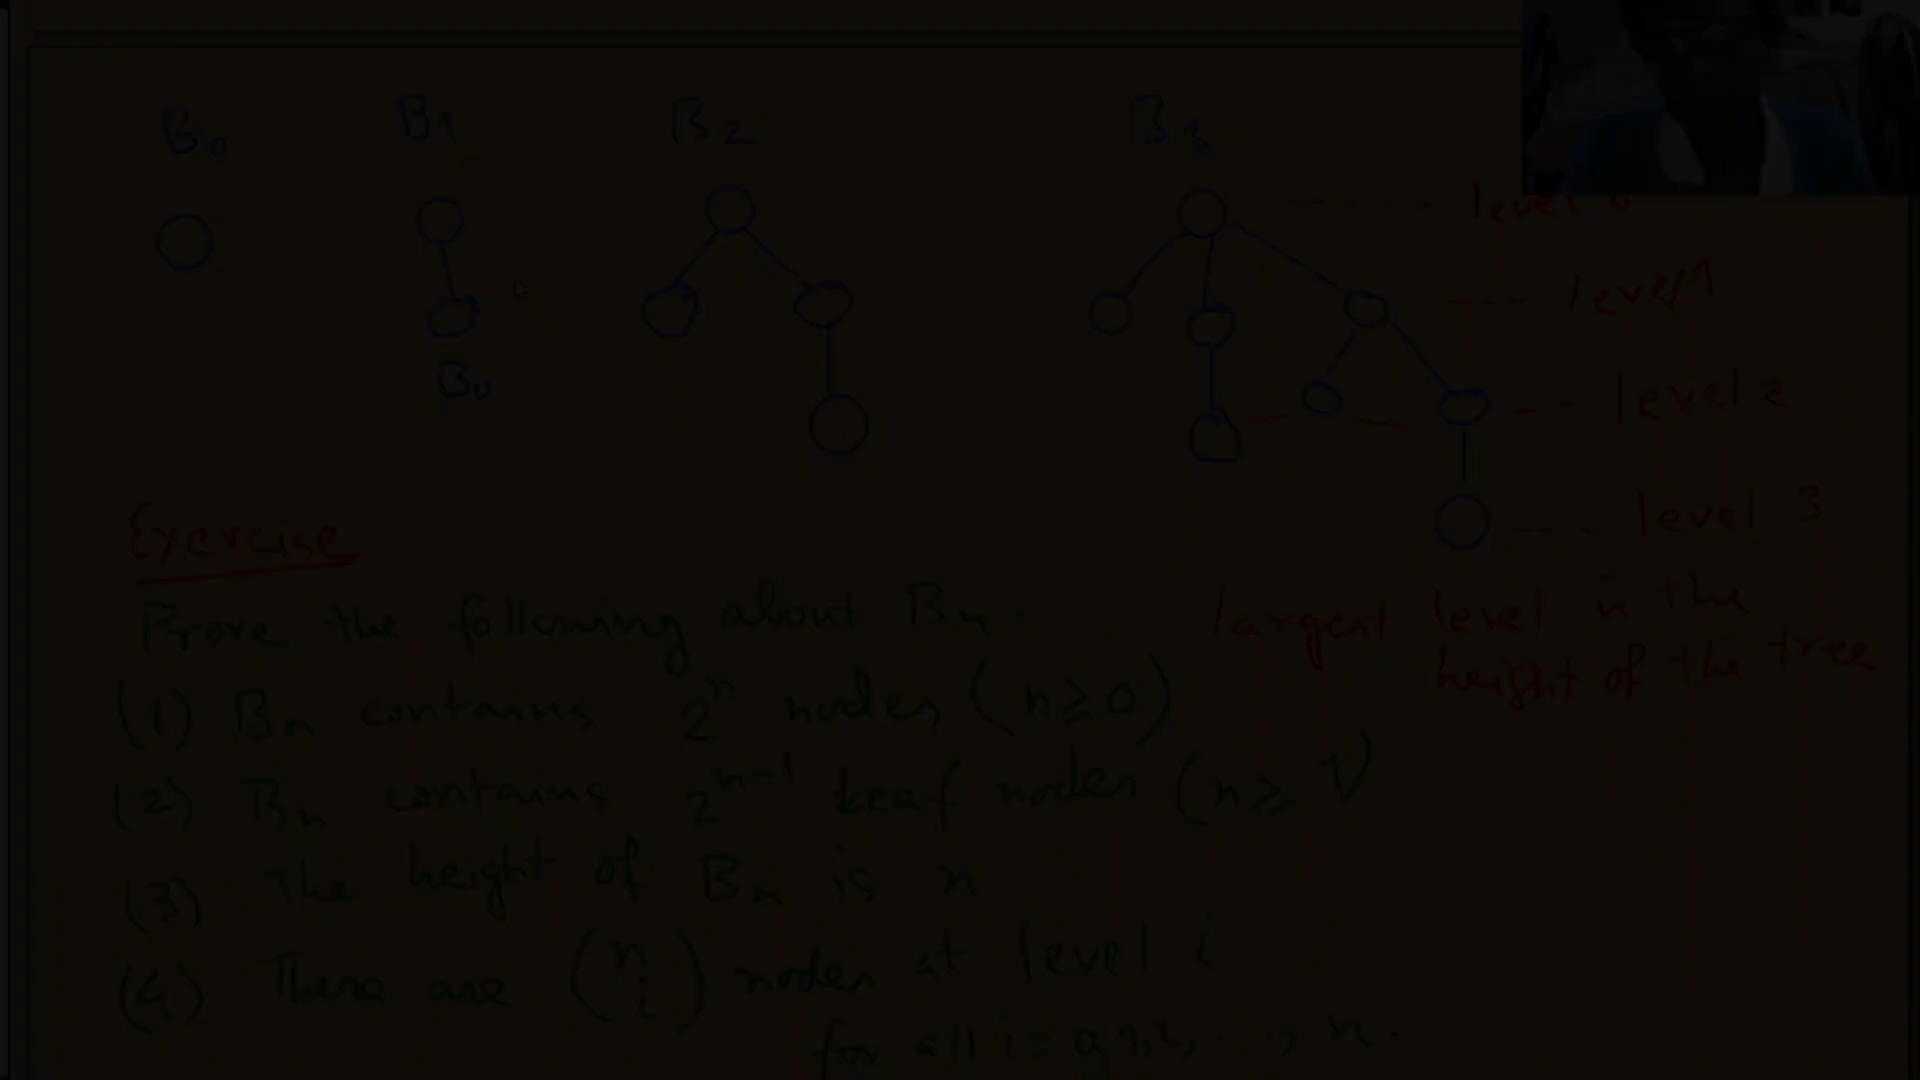 B0 B1 B2 B3
level 0
level 1
B0
level 2
level 3
Exercise
Prove the following about Bn.
largest level is the
height of the tree
(1) Bn contains 2^n nodes (n≥0)
(2) Bn contains 2^n-1 leaf nodes (n≥1)
(3) The height of Bn is n
(4) There are (n i) nodes at level i
for all i = 0,1,2, ..., n.